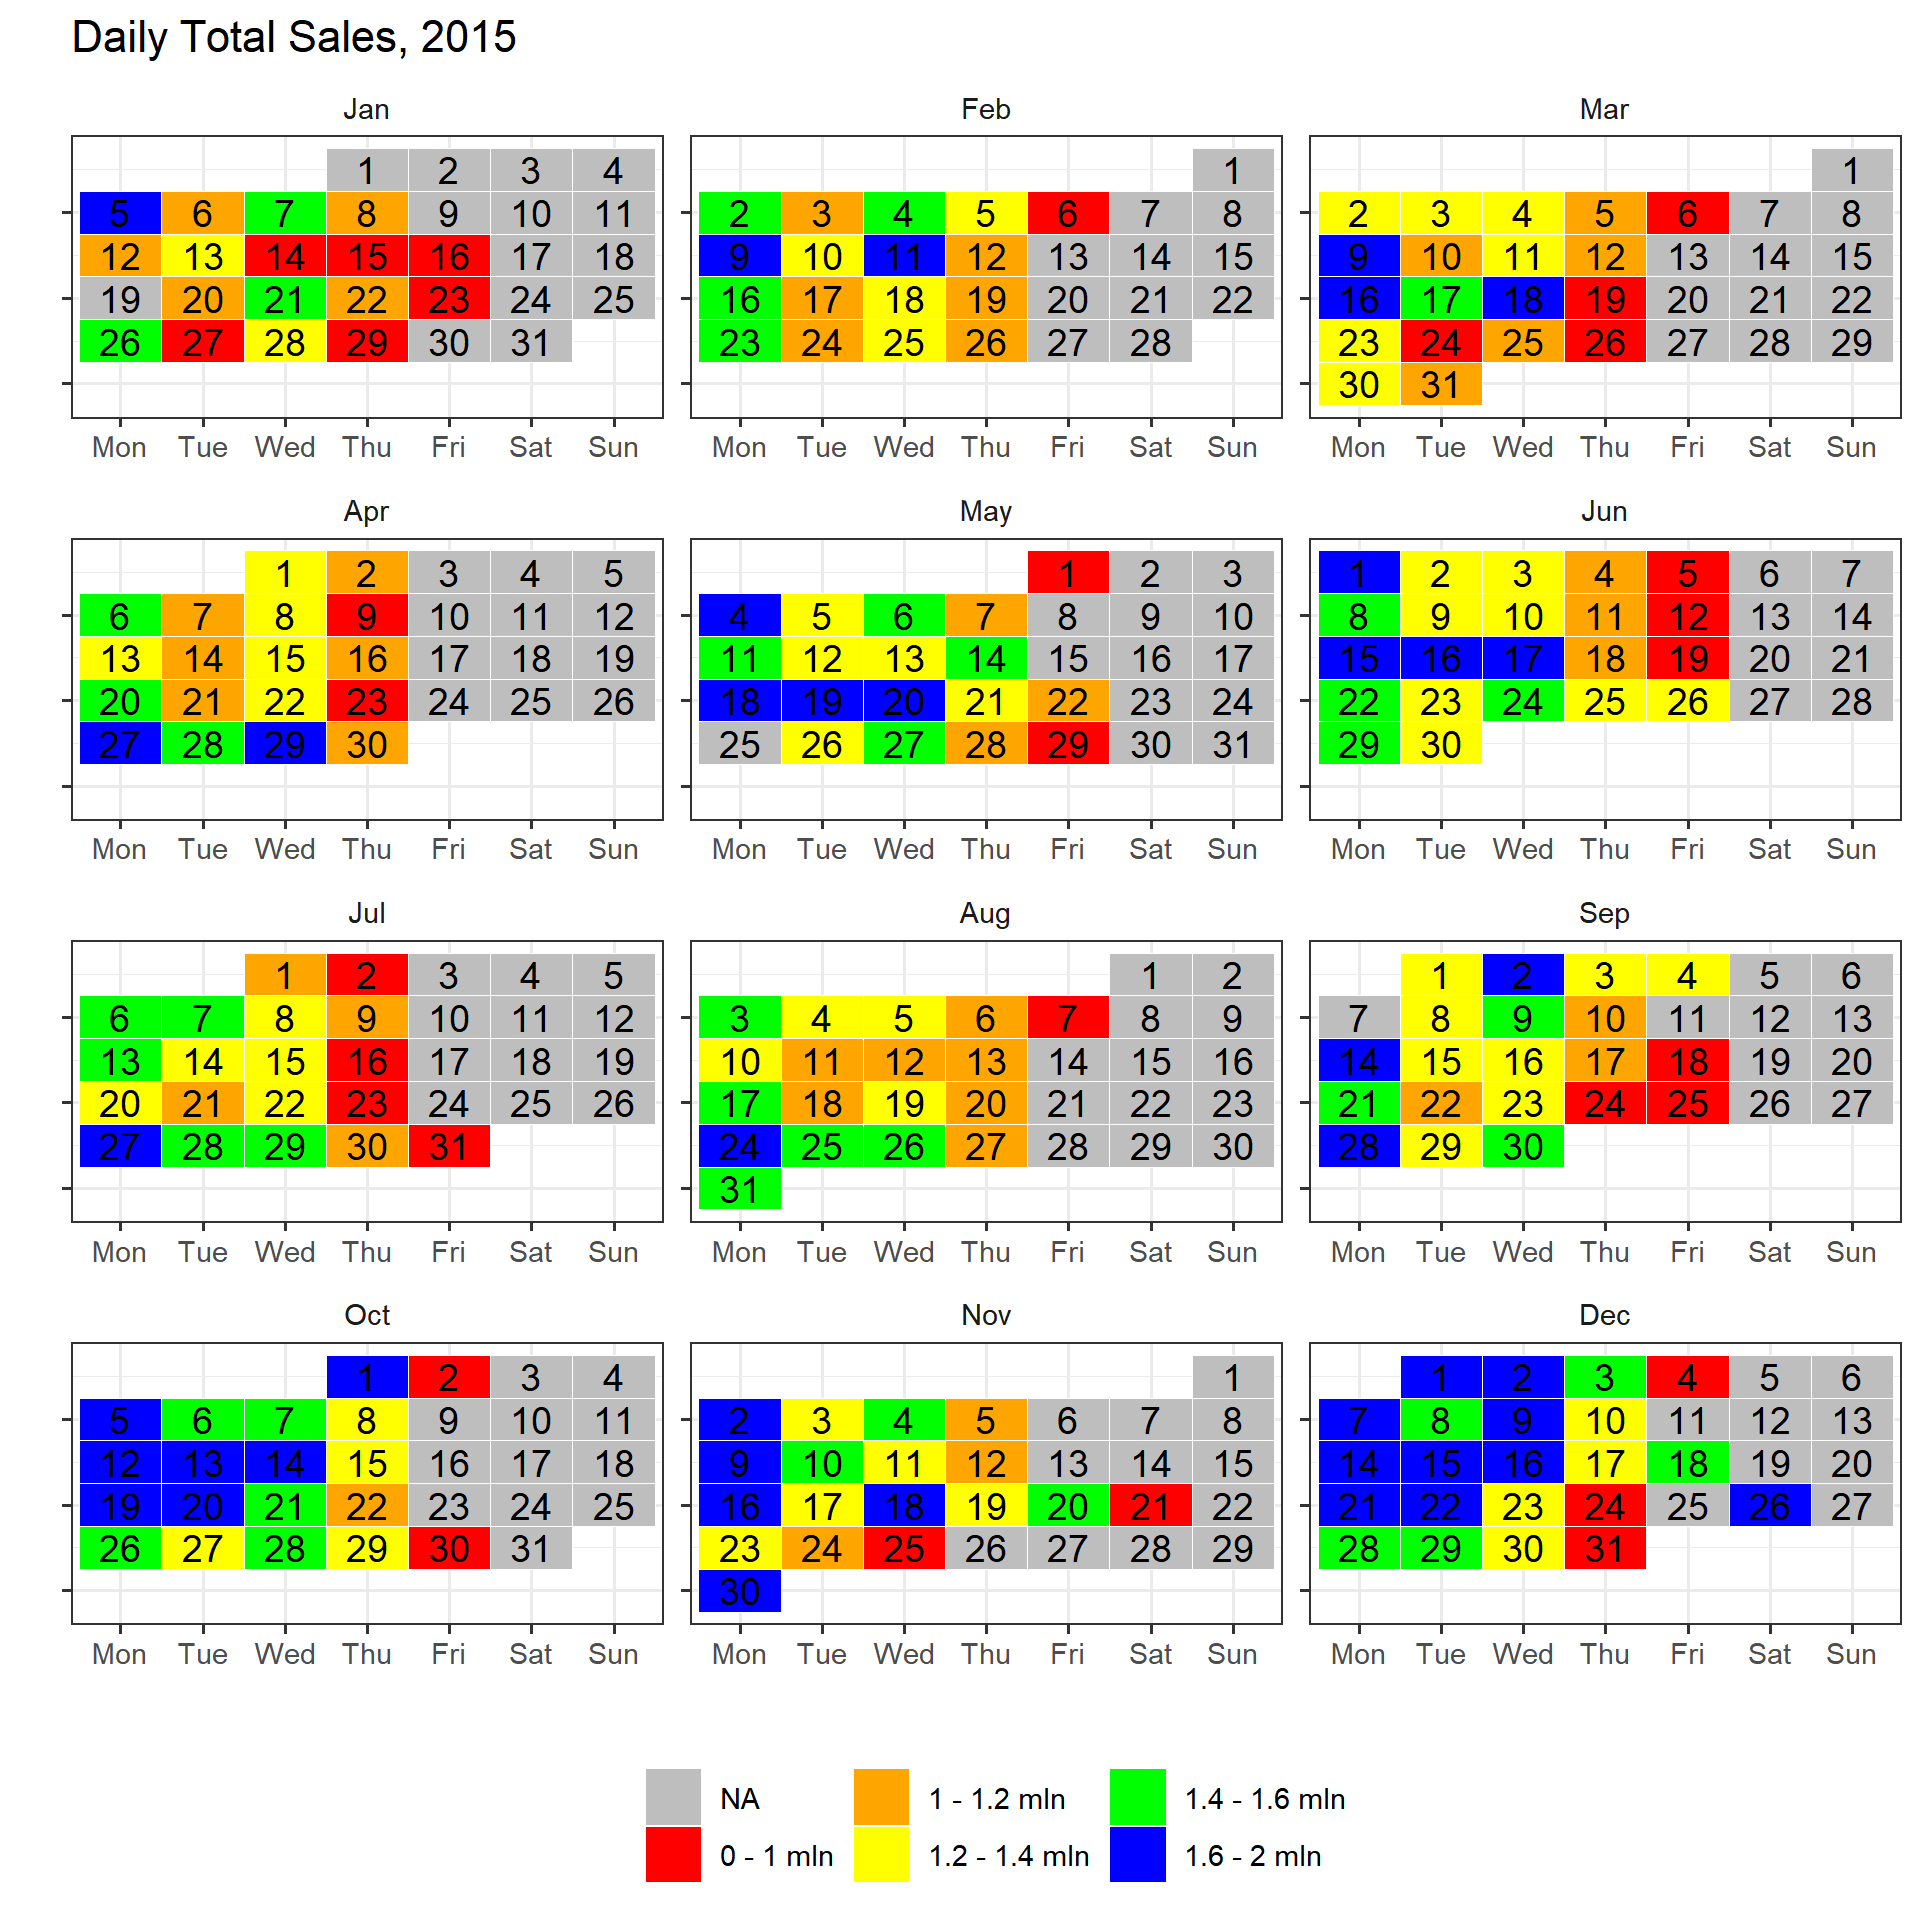 Daily Total Sales, 2015
Jan Feb Mar
1 2 3 4 1 1
5 6 7 8 9 10 11 2 3 4 5 6 7 8 2 3 4 5 6 7 8
12 13 14 15 16 17 18 9 10 11 12 13 14 15 9 10 11 12 13 14 15
19 20 21 22 23 24 25 16 17 18 19 20 21 22 16 17 18 19 20 21 22
26 27 28 29 30 31 23 24 25 26 27 28 23 24 25 26 27 28 29
30 31
Mon Tue Wed Thu Fri Sat Sun Mon Tue Wed Thu Fri Sat Sun Mon Tue Wed Thu Fri Sat Sun
Apr May Jun
1 2 3 4 5 1 2 3 1 2 3 4 5 6 7
6 7 8 9 10 11 12 4 5 6 7 8 9 10 8 9 10 11 12 13 14
13 14 15 16 17 18 19 11 12 13 14 15 16 17 15 16 17 18 19 20 21
20 21 22 23 24 25 26 18 19 20 21 22 23 24 22 23 24 25 26 27 28
27 28 29 30 25 26 27 28 29 30 31 29 30
Mon Tue Wed Thu Fri Sat Sun Mon Tue Wed Thu Fri Sat Sun Mon Tue Wed Thu Fri Sat Sun
Jul Aug Sep
1 2 3 4 5 1 2 1 2 3 4 5 6
6 7 8 9 10 11 12 3 4 5 6 7 8 9 7 8 9 10 11 12 13
13 14 15 16 17 18 19 10 11 12 13 14 15 16 14 15 16 17 18 19 20
20 21 22 23 24 25 26 17 18 19 20 21 22 23 21 22 23 24 25 26 27
27 28 29 30 31 24 25 26 27 28 29 30 28 29 30
31
Mon Tue Wed Thu Fri Sat Sun Mon Tue Wed Thu Fri Sat Sun Mon Tue Wed Thu Fri Sat Sun
Oct Nov Dec
1 2 3 4 1 1 2 3 4 5 6
5 6 7 8 9 10 11 2 3 4 5 6 7 8 7 8 9 10 11 12 13
12 13 14 15 16 17 18 9 10 11 12 13 14 15 14 15 16 17 18 19 20
19 20 21 22 23 24 25 16 17 18 19 20 21 22 21 22 23 24 25 26 27
26 27 28 29 30 31 23 24 25 26 27 28 29 28 29 30 31
30
Mon Tue Wed Thu Fri Sat Sun Mon Tue Wed Thu Fri Sat Sun Mon Tue Wed Thu Fri Sat Sun
NA 1 - 1.2 mln 1.4 - 1.6 mln
0 - 1 mln 1.2 - 1.4 mln 1.6 - 2 mln